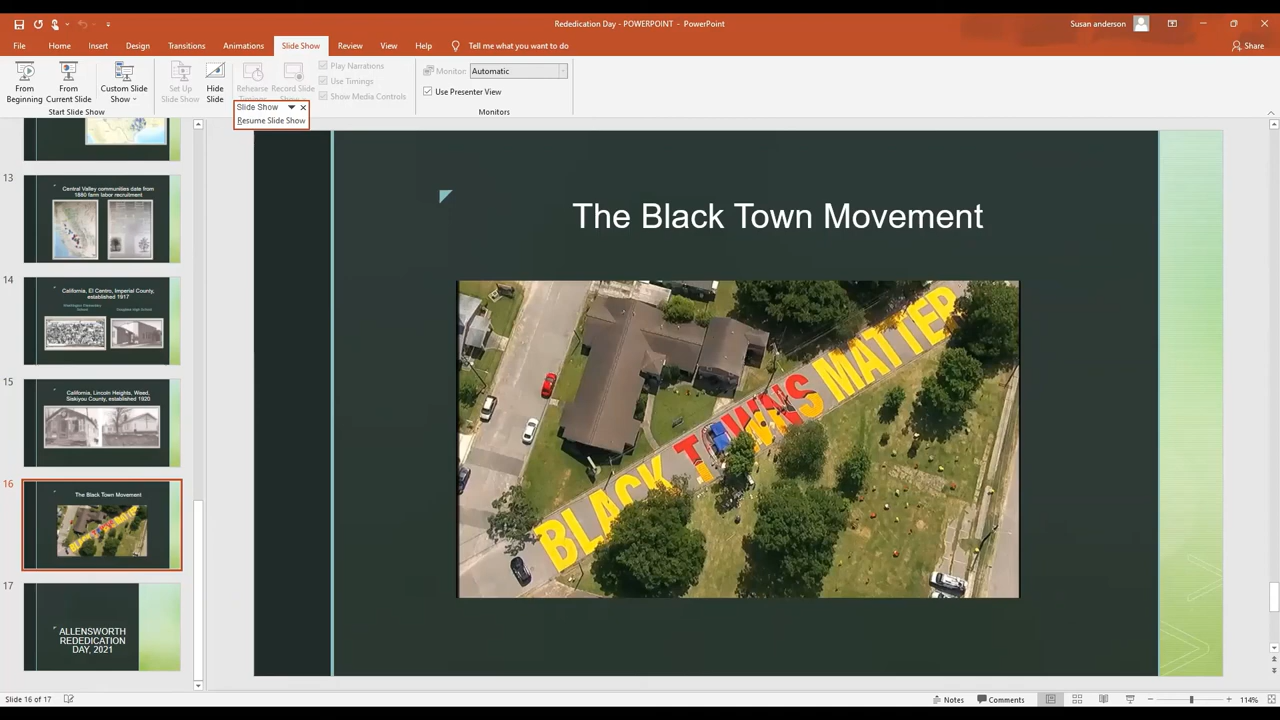 Rededication Day - POWERPOINT - PowerPoint
Susan anderson
File Home Insert Design Transitions Animations Slide Show Review View Help Tell me what you want to do
Share
From Beginning
From Current Slide
Custom Slide Show
Start Slide Show
Set Up Slide Show
Hide Slide
Rehearse
Record Slide
Play Narrations
Use Timings
Show Media Controls
Monitor: Automatic
Use Presenter View
Monitors
Slide Show
Resume Slide Show
13
Central Valley communities date from
1880 farm labor recruitment
14
California, El Centro, Imperial County,
established 1917
Washington Elementary
School
Douglass High School
15
California, Lincoln Heights, Weed,
Siskiyou County, established 1920
16
The Black Town Movement
17
ALLENSWORTH
REDEDICATION
DAY, 2021
The Black Town Movement
BLACK TOWNS MATTER
Slide 16 of 17
Notes
Comments
114%